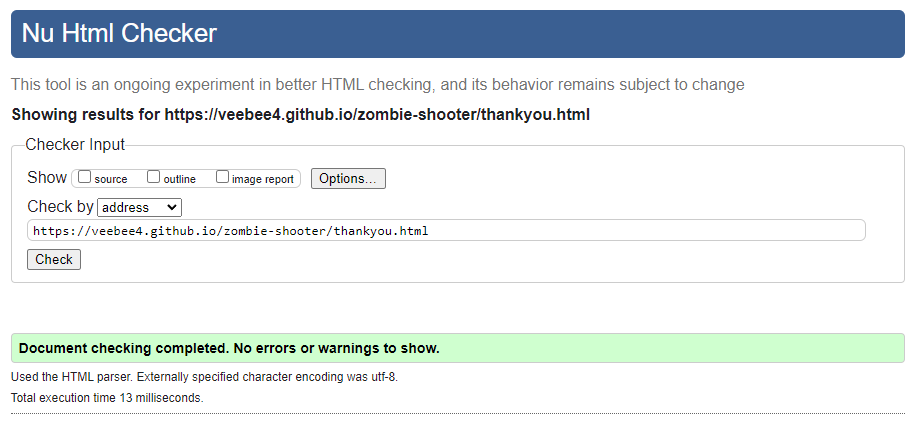 Nu Html Checker
This tool is an ongoing experiment in better HTML checking, and its behavior remains subject to change
Showing results for https://veebee4.github.io/zombie-shooter/thankyou.html
Checker Input
Show source outline image report Options...
Check by address
https://veebee4.github.io/zombie-shooter/thankyou.html
Check
Document checking completed. No errors or warnings to show.
Used the HTML parser. Externally specified character encoding was utf-8.
Total execution time 13 milliseconds.